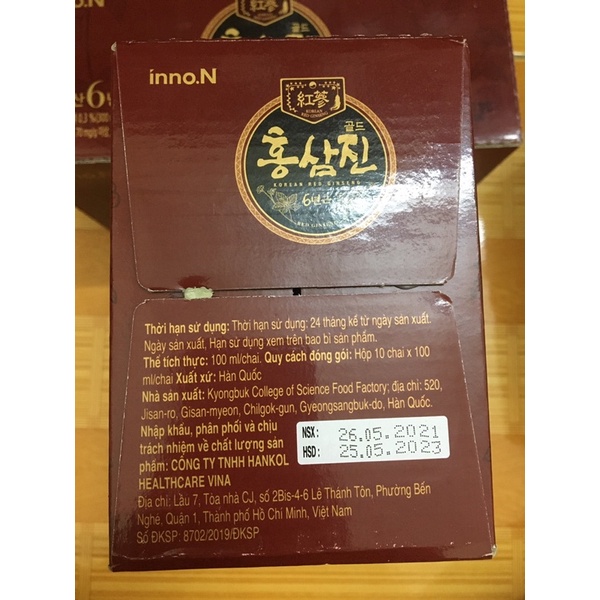 inno.N
紅蔘
KOREAN
RED GINSENG
골드
홍삼진
KOREAN RED GINSENG
6년근
RED GINSENG
산6년
Thời hạn sử dụng: Thời hạn sử dụng: 24 tháng kể từ ngày sản xuất.
Ngày sản xuất, Hạn sử dụng xem trên bao bì sản phẩm.
Thể tích thực: 100 ml/chai. Quy cách đóng gói: Hộp 10 chai x 100
ml/chai Xuất xứ: Hàn Quốc
Nhà sản xuất: Kyongbuk College of Science Food Factory; địa chỉ: 520,
Jisan-ro, Gisan-myeon, Chilgok-gun, Gyeongsangbuk-do, Hàn Quốc.
Nhập khẩu, phân phối và chịu
trách nhiệm về chất lượng sản
phẩm: CÔNG TY TNHH HANKOL
HEALTHCARE VINA
NSX: 26.05.2021
HSD: 25.05.2023
Địa chỉ: Lầu 7, Tòa nhà CJ, số 2Bis-4-6 Lê Thánh Tôn, Phường Bến
Nghé, Quận 1, Thành phố Hồ Chí Minh, Việt Nam
Số ĐKSP: 8702/2019/ĐKSP